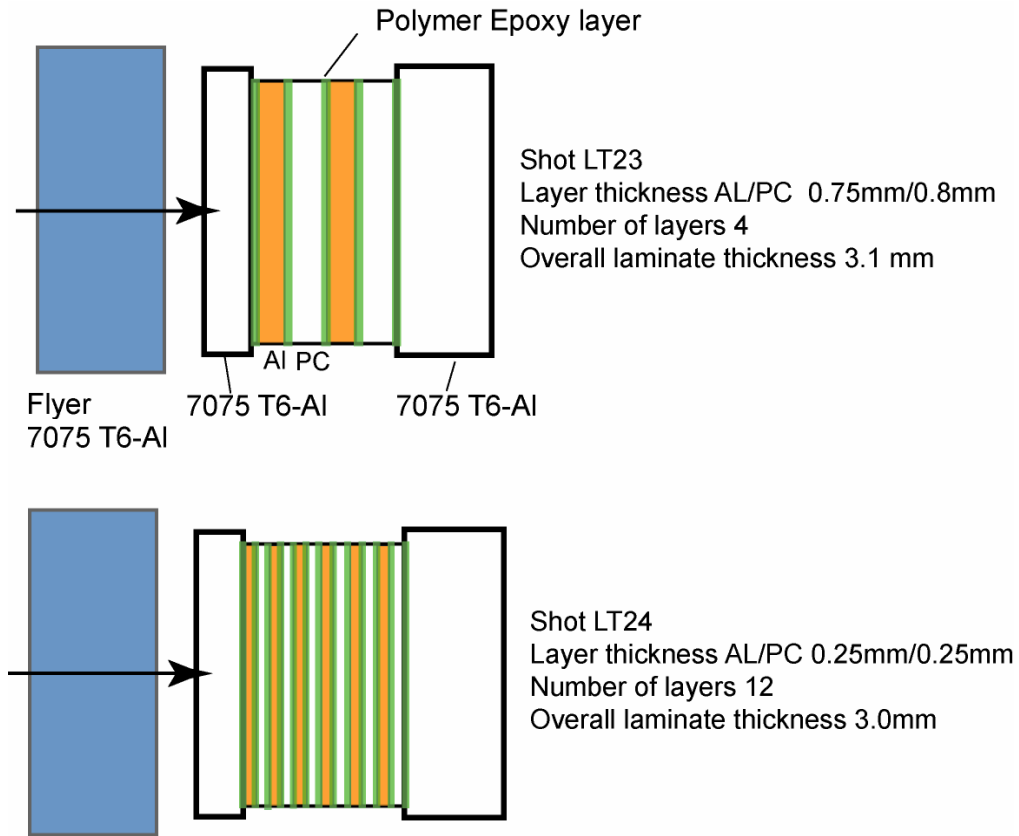 Polymer Epoxy layer
Shot LT23
Layer thickness AL/PC 0.75mm/0.8mm
Number of layers 4
Overall laminate thickness 3.1 mm
Al PC
Flyer
7075 T6-Al
7075 T6-Al
7075 T6-Al
Shot LT24
Layer thickness AL/PC 0.25mm/0.25mm
Number of layers 12
Overall laminate thickness 3.0mm